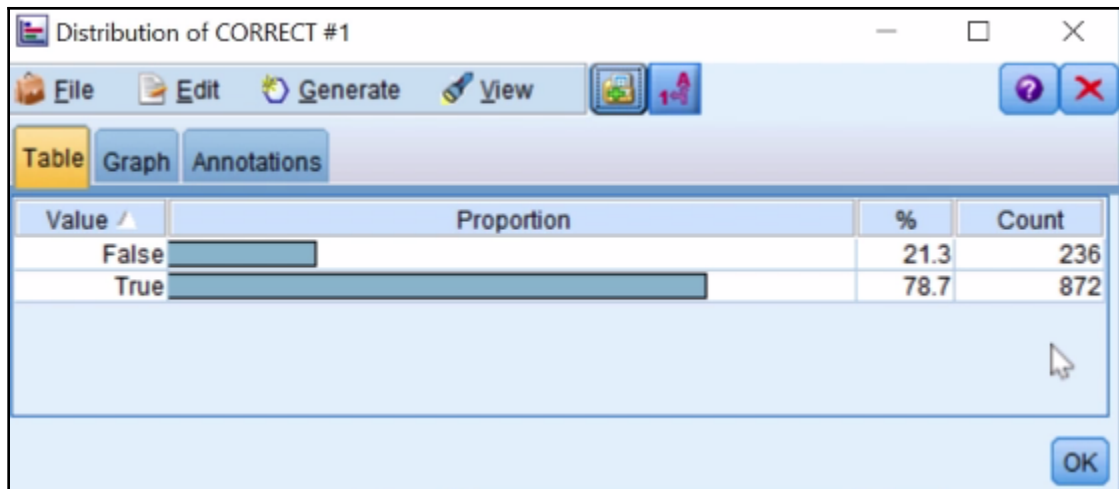 Distribution of CORRECT #1
File Edit Generate View
Table Graph Annotations
Value Proportion % Count
False 21.3 236
True 78.7 872
OK